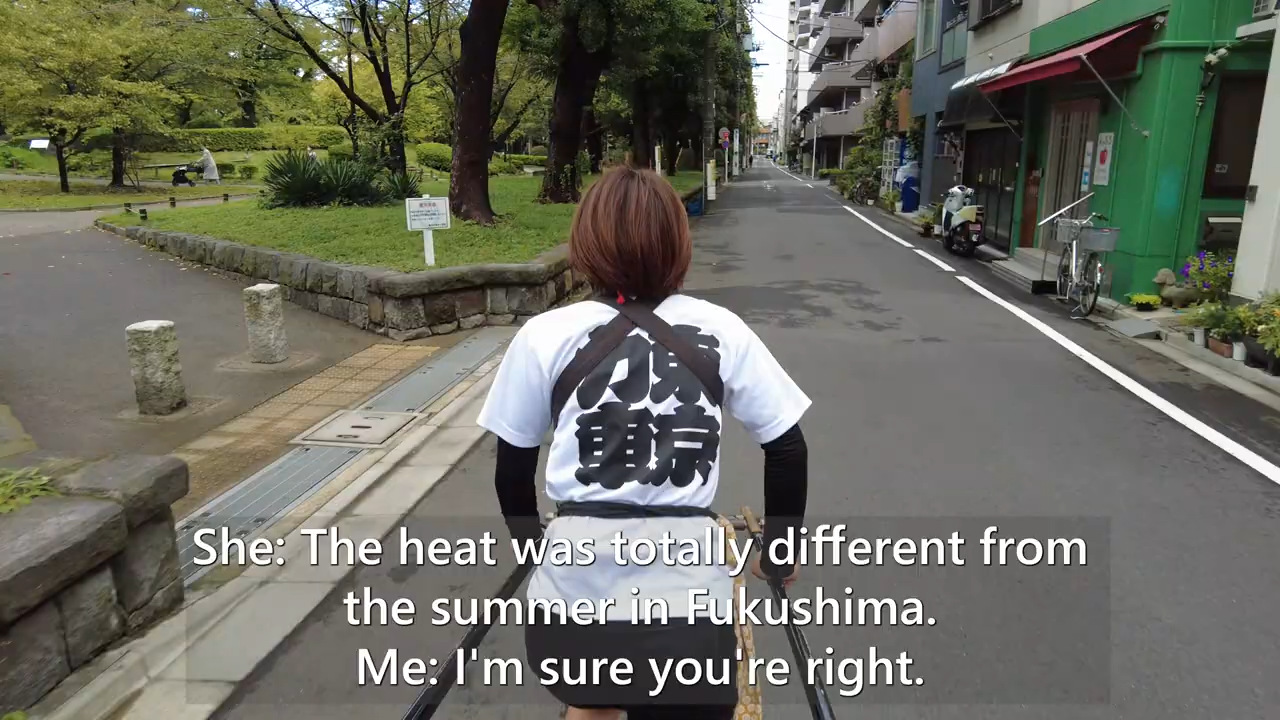 東京
力車
She: The heat was totally different from
the summer in Fukushima.
Me: I'm sure you're right.